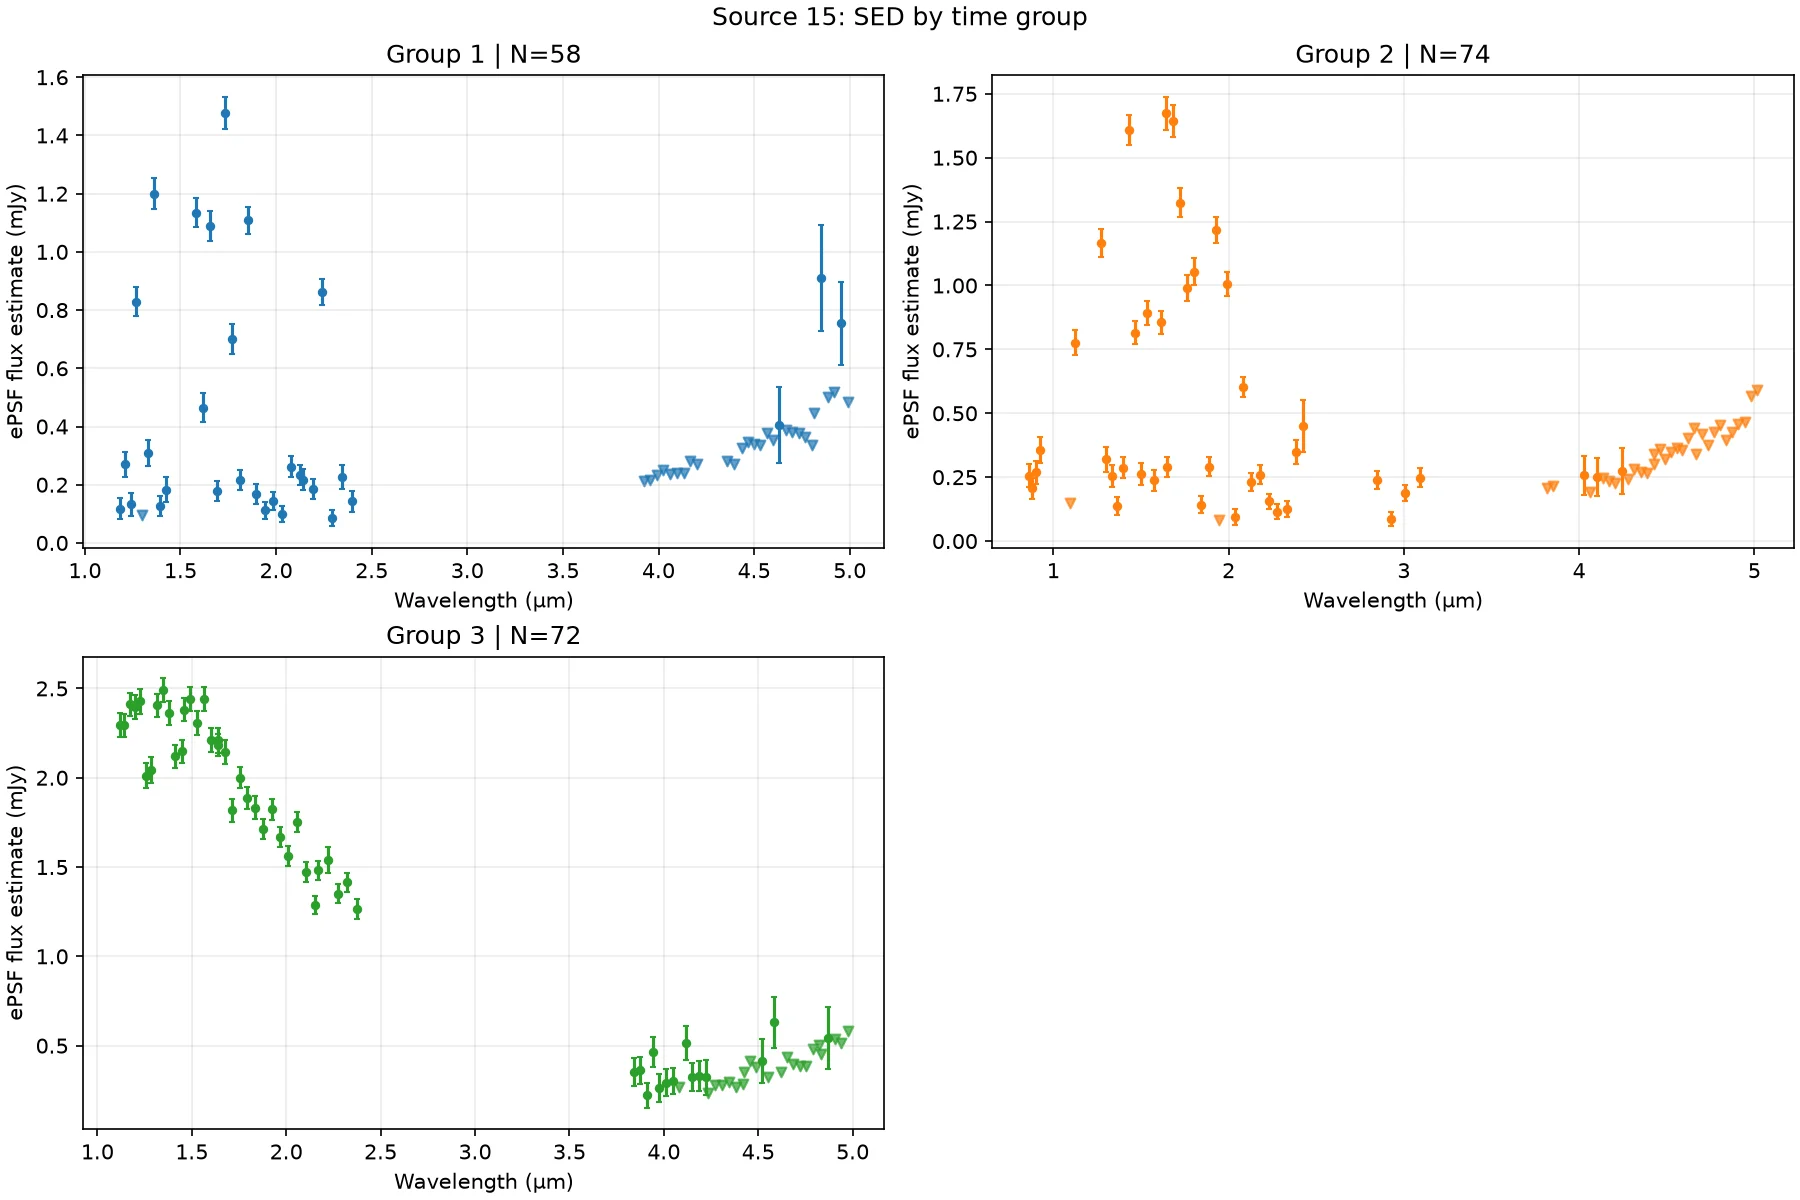 Source 15: SED by time group
Group 1 | N=58
ePSF flux estimate (mJy)
1.6
1.4
1.2
1.0
0.8
0.6
0.4
0.2
0.0
1.0 1.5 2.0 2.5 3.0 3.5 4.0 4.5 5.0
Wavelength (μm)
Group 2 | N=74
ePSF flux estimate (mJy)
1.75
1.50
1.25
1.00
0.75
0.50
0.25
0.00
1 2 3 4 5
Wavelength (μm)
Group 3 | N=72
ePSF flux estimate (mJy)
2.5
2.0
1.5
1.0
0.5
1.0 1.5 2.0 2.5 3.0 3.5 4.0 4.5 5.0
Wavelength (μm)